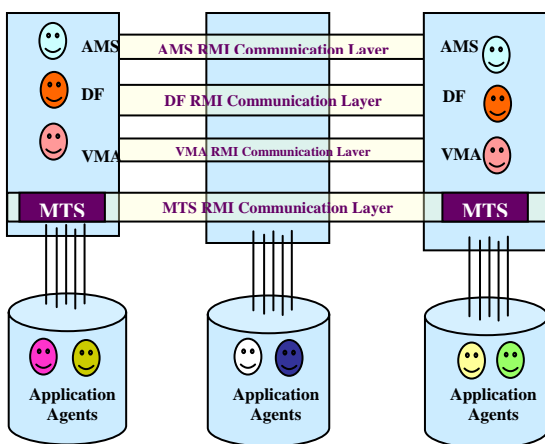 AMS
AMS RMI Communication Layer
AMS
DF
DF RMI Communication Layer
DF
VMA
VMA RMI Communication Layer
VMA
MTS
MTS RMI Communication Layer
MTS
Application
Agents
Application
Agents
Application
Agents